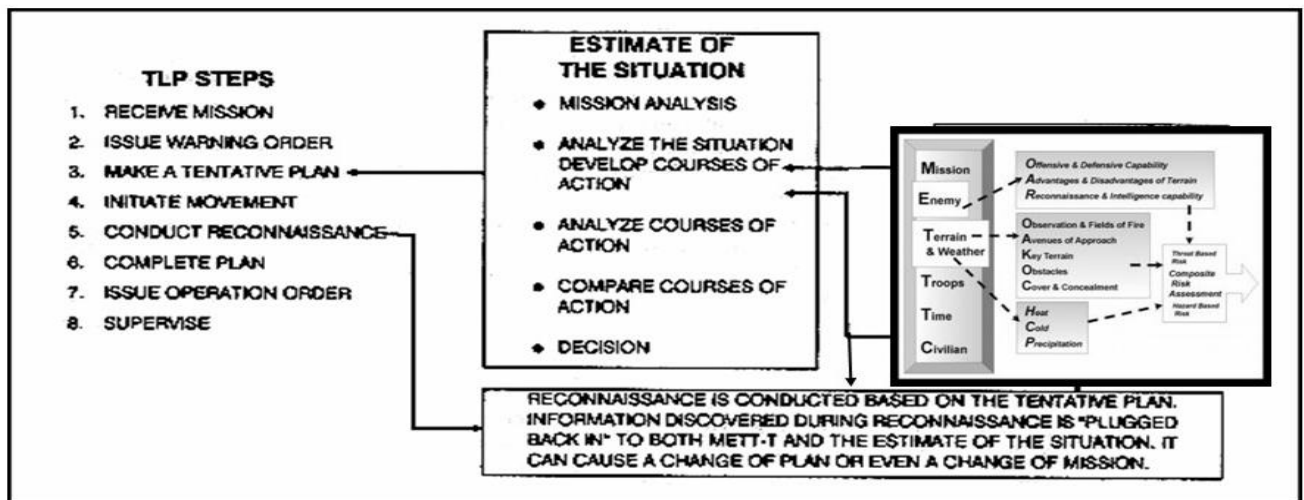 TLP STEPS
1. RECEIVE MISSION
2. ISSUE WARNING ORDER
3. MAKE A TENTATIVE PLAN
4. INITIATE MOVEMENT
5. CONDUCT RECONNAISSANCE
6. COMPLETE PLAN
7. ISSUE OPERATION ORDER
8. SUPERVISE
ESTIMATE OF
THE SITUATION
• MISSION ANALYSIS
• ANALYZE THE SITUATION
DEVELOP COURSES OF
ACTION
• ANALYZE COURSES OF
ACTION
• COMPARE COURSES OF
ACTION
• DECISION
Mission
Enemy
Terrain
& Weather
Troops
Time
Civilian
Offensive & Defensive Capability
Advantages & Disadvantages of Terrain
Reconnaissance & Intelligence capability
Observation & Fields of Fire
Avenues of Approach
Key Terrain
Obstacles
Cover & Concealment
Heat
Cold
Precipitation
Threat Based
Risk
Composite
Risk
Assessment
Hazard Based
Risk
RECONNAISSANCE IS CONDUCTED BASED ON THE TENTATIVE PLAN.
INFORMATION DISCOVERED DURING RECONNAISSANCE IS "PLUGGED
BACK IN" TO BOTH METT-T AND THE ESTIMATE OF THE SITUATION. IT
CAN CAUSE A CHANGE OF PLAN OR EVEN A CHANGE OF MISSION.